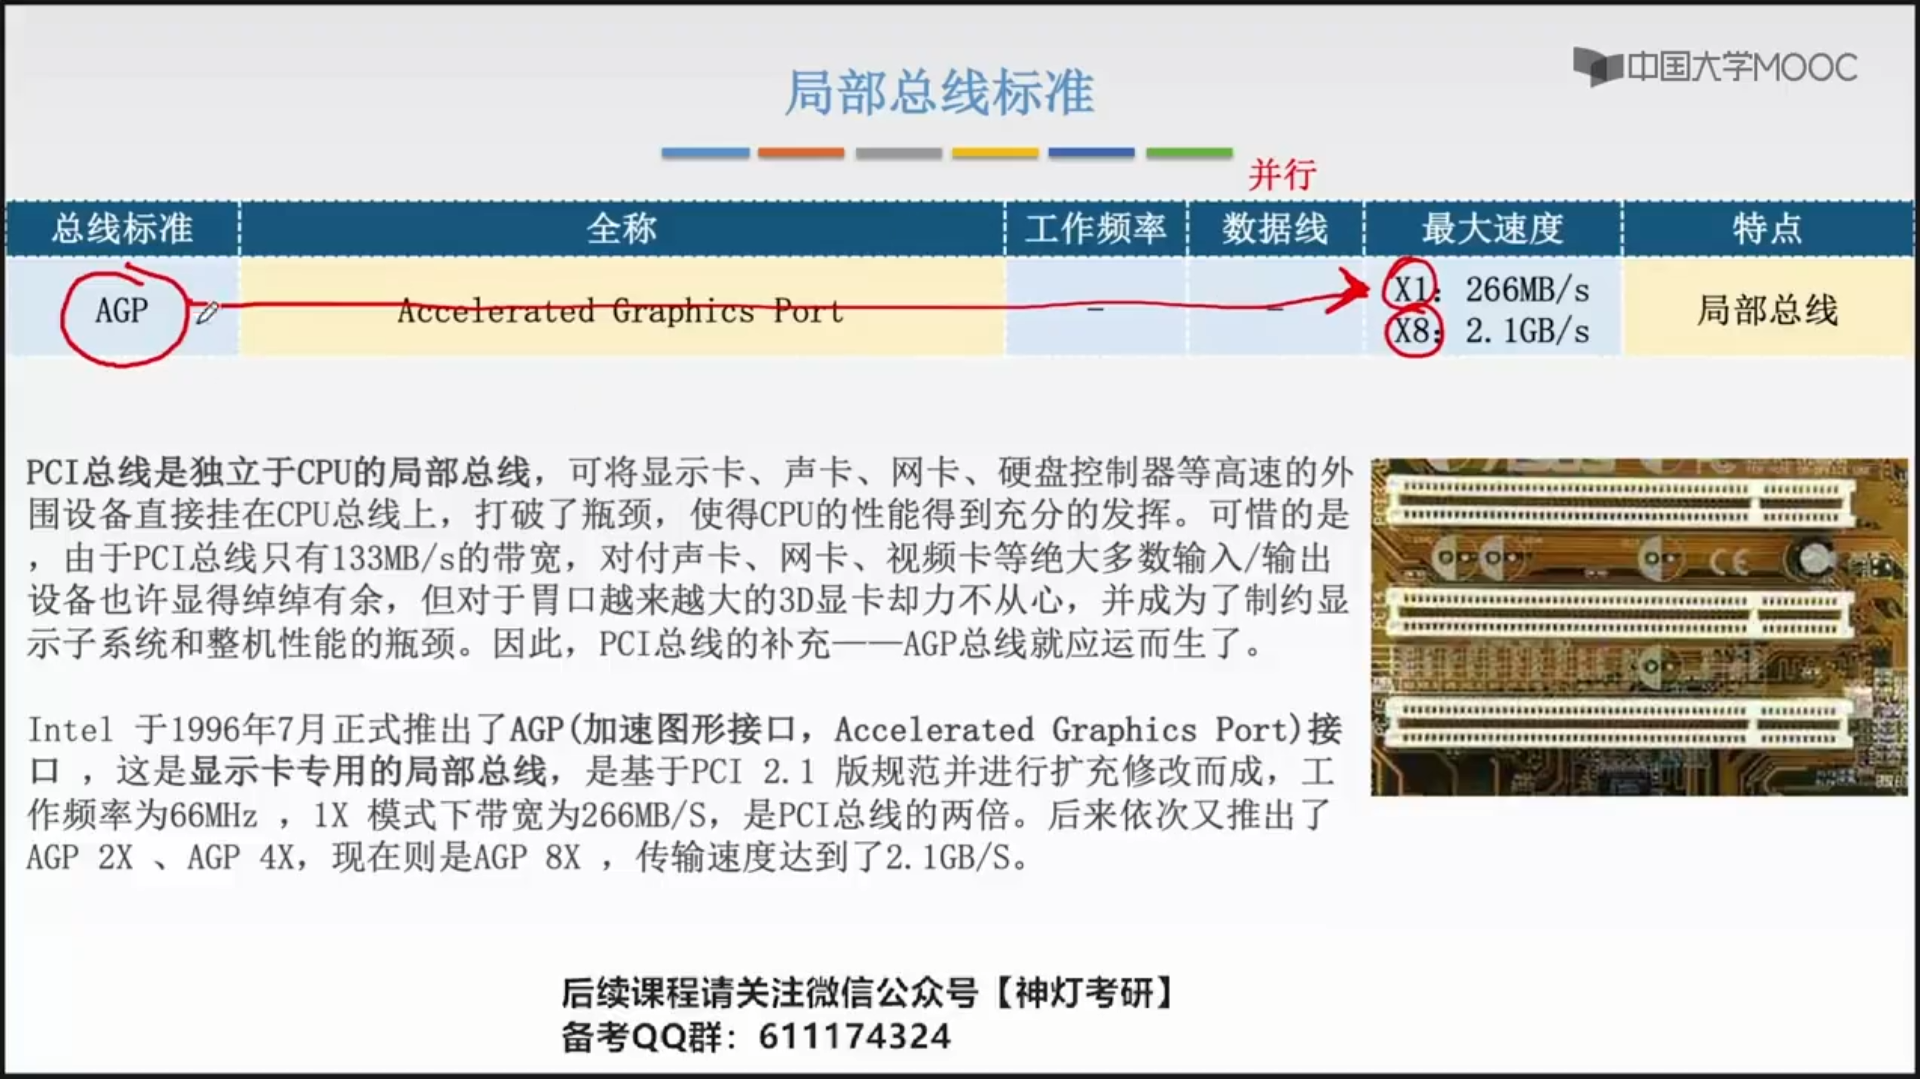 中国大学MOOC
局部总线标准
并行
总线标准 全称 工作频率 数据线 最大速度 特点
AGP Accelerated Graphics Port - - X1: 266MB/s 局部总线
X8: 2.1GB/s
PCI总线是独立于CPU的局部总线，可将显示卡、声卡、网卡、硬盘控制器等高速的外
围设备直接挂在CPU总线上，打破了瓶颈，使得CPU的性能得到充分的发挥。可惜的是
，由于PCI总线只有133MB/s的带宽，对付声卡、网卡、视频卡等绝大多数输入/输出
设备也许显得绰绰有余，但对于胃口越来越大的3D显卡却力不从心，并成为了制约显
示子系统和整机性能的瓶颈。因此，PCI总线的补充——AGP总线就应运而生了。
Intel 于1996年7月正式推出了AGP(加速图形接口，Accelerated Graphics Port)接
口 ，这是显示卡专用的局部总线，是基于PCI 2.1 版规范并进行扩充修改而成，工
作频率为66MHz ，1X 模式下带宽为266MB/S，是PCI总线的两倍。后来依次又推出了
AGP 2X 、AGP 4X，现在则是AGP 8X ，传输速度达到了2.1GB/S。
后续课程请关注微信公众号【神灯考研】
备考QQ群：611174324